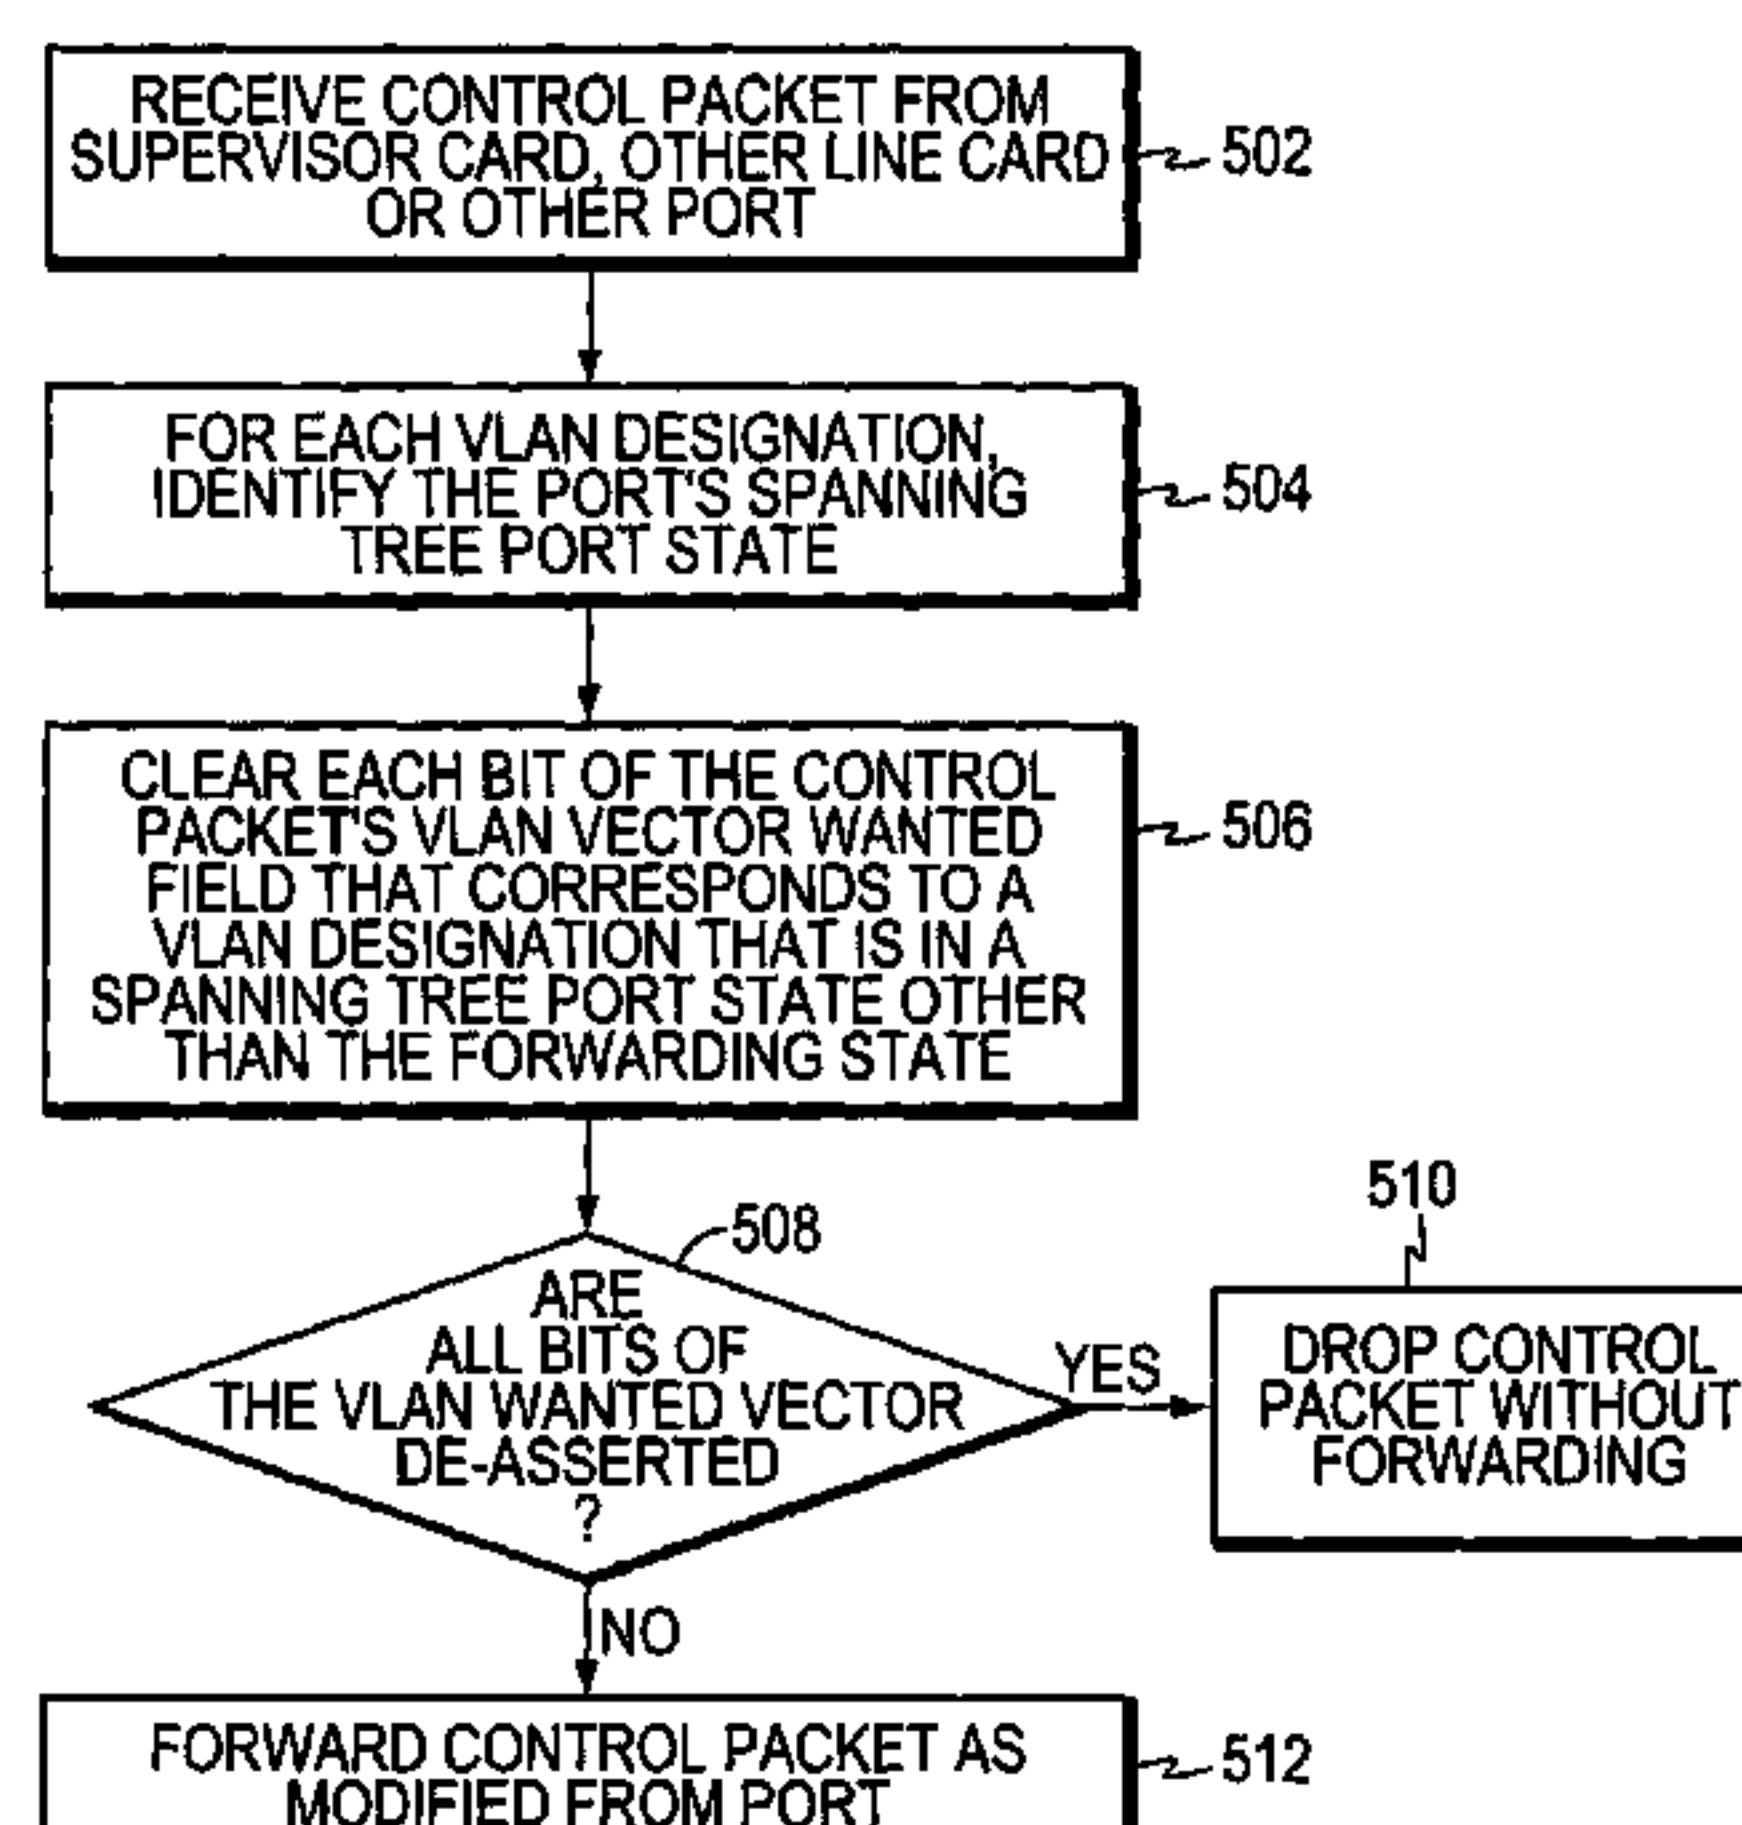 RECEIVE CONTROL PACKET FROM
SUPERVISOR CARD, OTHER LINE CARD
OR OTHER PORT
502
FOR EACH VLAN DESIGNATION,
IDENTIFY THE PORT'S SPANNING
TREE PORT STATE
504
CLEAR EACH BIT OF THE CONTROL
PACKET'S VLAN VECTOR WANTED
FIELD THAT CORRESPONDS TO A
VLAN DESIGNATION THAT IS IN A
SPANNING TREE PORT STATE OTHER
THAN THE FORWARDING STATE
506
508
ARE
ALL BITS OF
THE VLAN WANTED VECTOR
DE-ASSERTED
?
YES
510
DROP CONTROL
PACKET WITHOUT
FORWARDING
NO
FORWARD CONTROL PACKET AS
MODIFIED FROM PORT
512